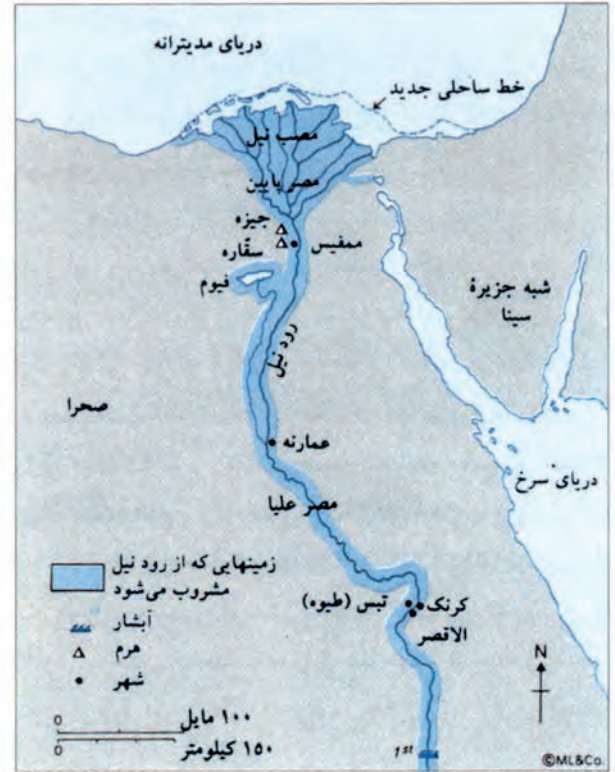 دریای مدیترانه
خط ساحلی جدید
مصب نیل
مصر پایین
جیزه
ممفیس
سقّاره
فیوم
شبه جزیرهٔ
سینا
رود نیل
صحرا
عمارنه
دریای سرخ
مصر علیا
زمینهایی که از رود نیل
مشروب می‌شود
تبس (طیوه)
کرنک
الاقصر
آبشار
هرم
شهر
N
0
۱۰۰ مایل
0
۱۵۰ کیلومتر
1st
©ML&Co.